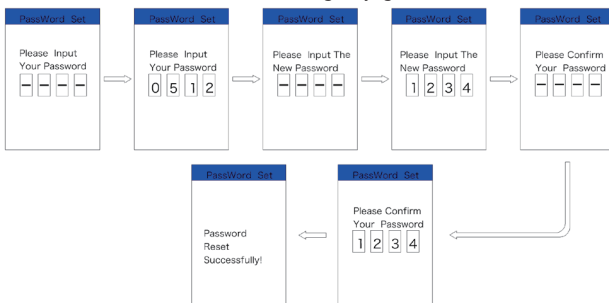 PassWord Set
Please Input
Your Password
– – – –
PassWord Set
Please Input
Your Password
0 5 1 2
PassWord Set
Please Input The
New Password
– – – –
PassWord Set
Please Input The
New Password
1 2 3 4
PassWord Set
Please Confirm
Your Password
– – – –
PassWord Set
Please Confirm
Your Password
1 2 3 4
PassWord Set
Password
Reset
Successfully!